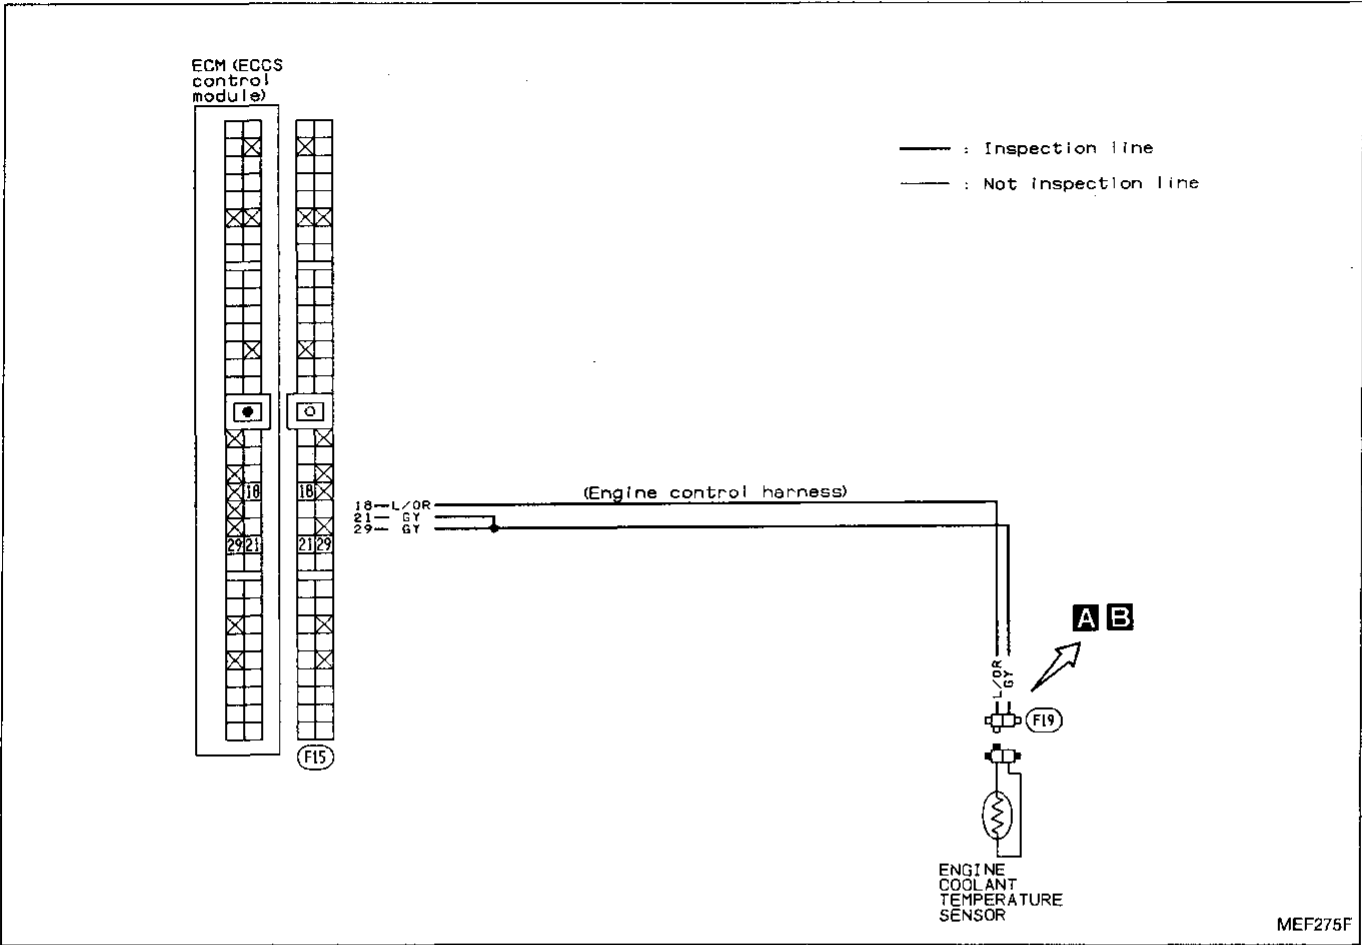 ECM (ECCS
control
module)
: Inspection line
: Not inspection line
18 18
29 21 21 29
18—L/OR
21— GY
29— GY
(Engine control harness)
A B
L/OR
GY
F19
F15
ENGINE
COOLANT
TEMPERATURE
SENSOR
MEF275F